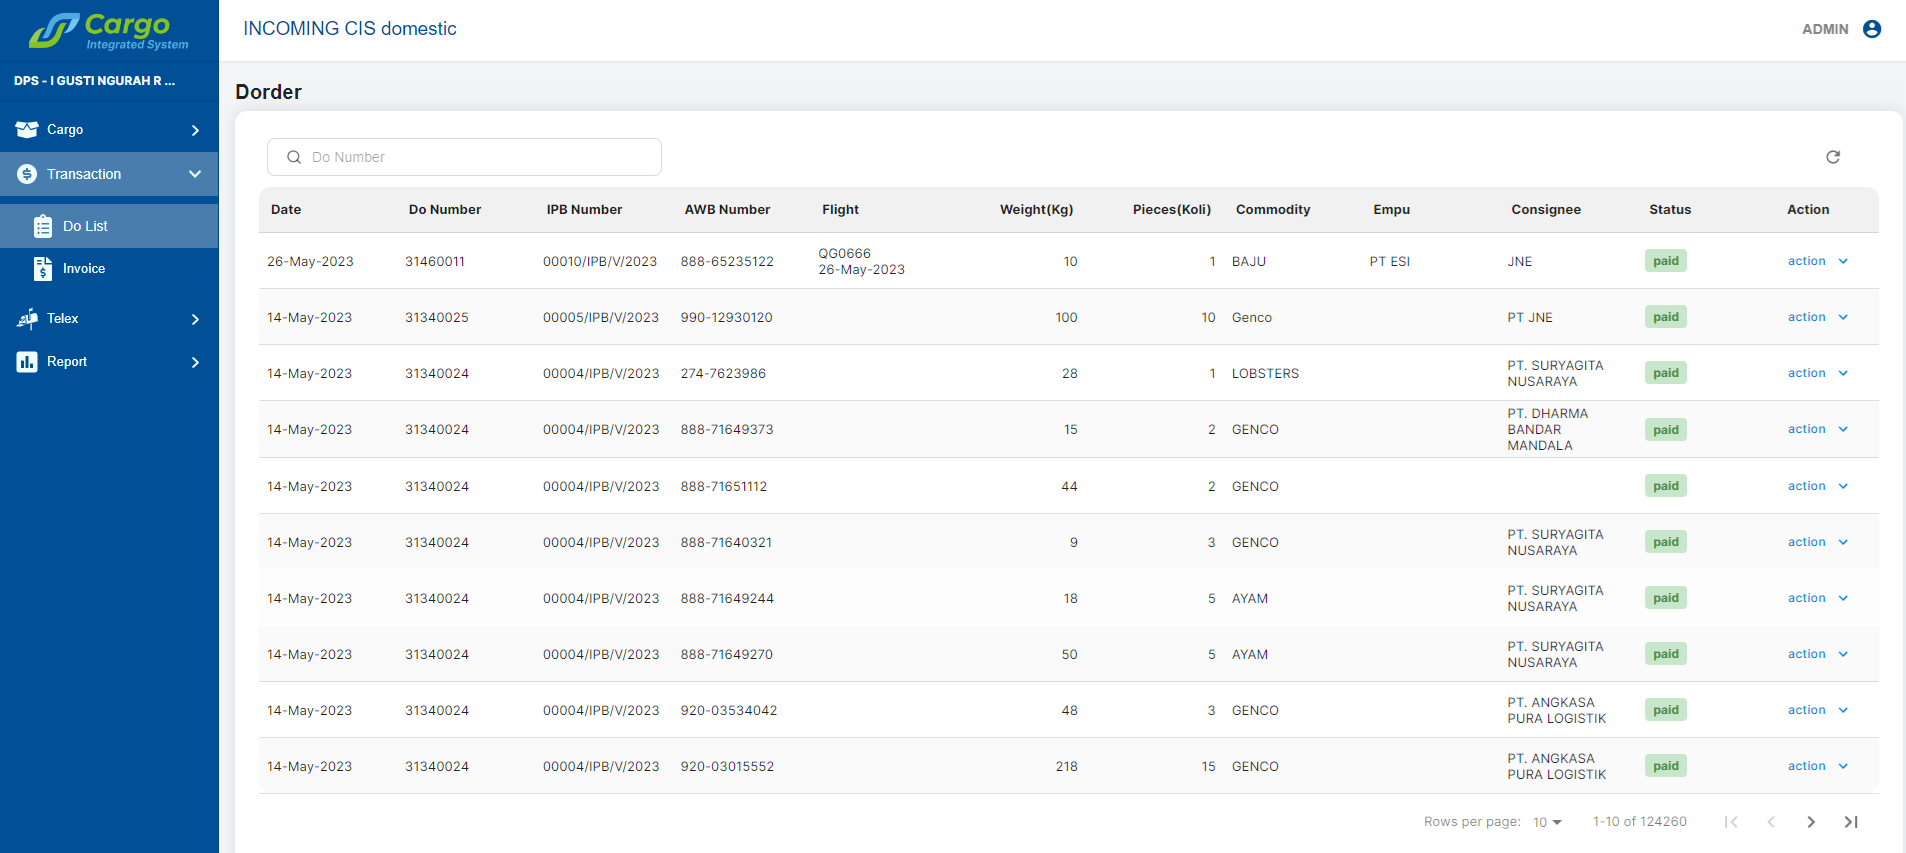 Cargo
Integrated System
INCOMING CIS domestic
ADMIN
DPS - I GUSTI NGURAH R ...
Cargo
Transaction
Do List
Invoice
Telex
Report
Dorder
Do Number
Date Do Number IPB Number AWB Number Flight Weight(Kg) Pieces(Koli) Commodity Empu Consignee Status Action
26-May-2023 31460011 00010/IPB/V/2023 888-65235122 QG0666 10 1 BAJU PT ESI JNE paid action
26-May-2023
14-May-2023 31340025 00005/IPB/V/2023 990-12930120 100 10 Genco PT JNE paid action
14-May-2023 31340024 00004/IPB/V/2023 274-7623986 28 1 LOBSTERS PT. SURYAGITA paid action
NUSARAYA
14-May-2023 31340024 00004/IPB/V/2023 888-71649373 15 2 GENCO PT. DHARMA paid action
BANDAR
MANDALA
14-May-2023 31340024 00004/IPB/V/2023 888-71651112 44 2 GENCO paid action
14-May-2023 31340024 00004/IPB/V/2023 888-71640321 9 3 GENCO PT. SURYAGITA paid action
NUSARAYA
14-May-2023 31340024 00004/IPB/V/2023 888-71649244 18 5 AYAM PT. SURYAGITA paid action
NUSARAYA
14-May-2023 31340024 00004/IPB/V/2023 888-71649270 50 5 AYAM PT. SURYAGITA paid action
NUSARAYA
14-May-2023 31340024 00004/IPB/V/2023 920-03534042 48 3 GENCO PT. ANGKASA paid action
PURA LOGISTIK
14-May-2023 31340024 00004/IPB/V/2023 920-03015552 218 15 GENCO PT. ANGKASA paid action
PURA LOGISTIK
Rows per page: 10 1-10 of 124260